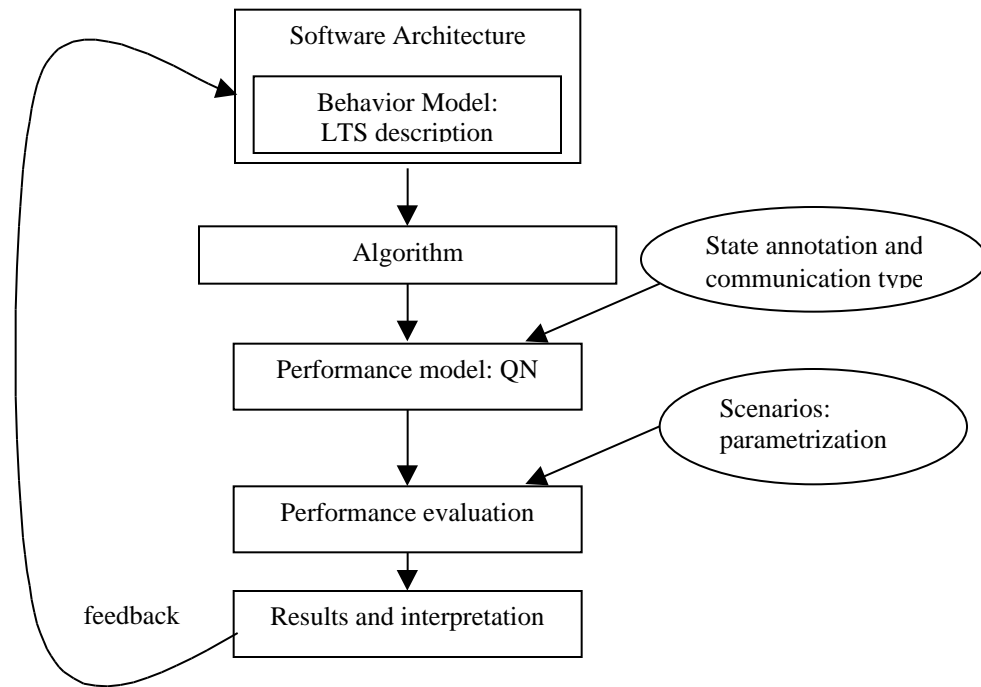 Software Architecture
Behavior Model:
LTS description
Algorithm
State annotation and
communication type
Performance model: QN
Scenarios:
parametrization
Performance evaluation
Results and interpretation
feedback